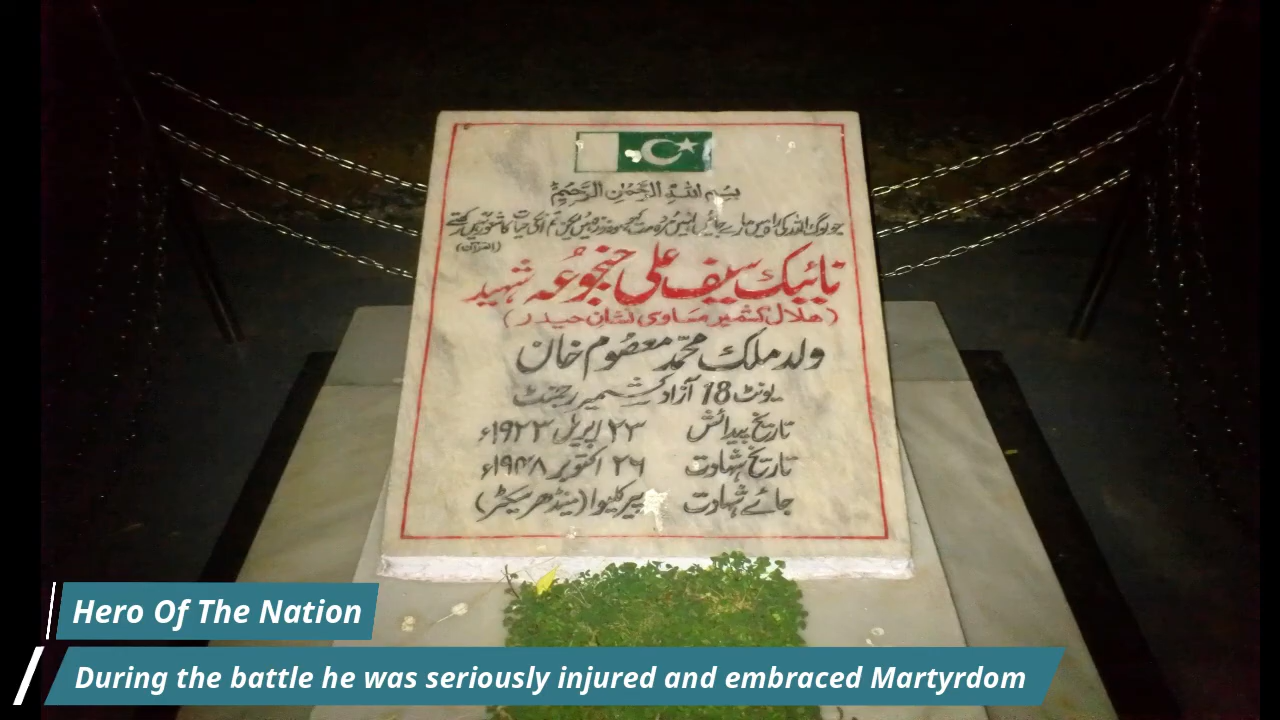 بسم اللہ الرحمٰن الرحیم
جو لوگ اللہ کی راہ میں مارے جائیں انہیں مردہ مت کہو وہ زندہ ہیں لیکن تم ان کی حیات کا شعور نہیں رکھتے
(القرآن)
نائیک سیف علی جنجوعہ شہید
(ہلال کشمیر مساوی نشان حیدر)
ولد ملک محمد معصوم خان
یونٹ 18 آزاد کشمیر رجمنٹ
تاریخ پیدائش ۲۳ اپریل ۱۹۲۳ء
تاریخ شہادت ۲۶ اکتوبر ۱۹۴۸ء
جائے شہادت پیر کلیوا (مینڈھر سیکٹر)
Hero Of The Nation
During the battle he was seriously injured and embraced Martyrdom